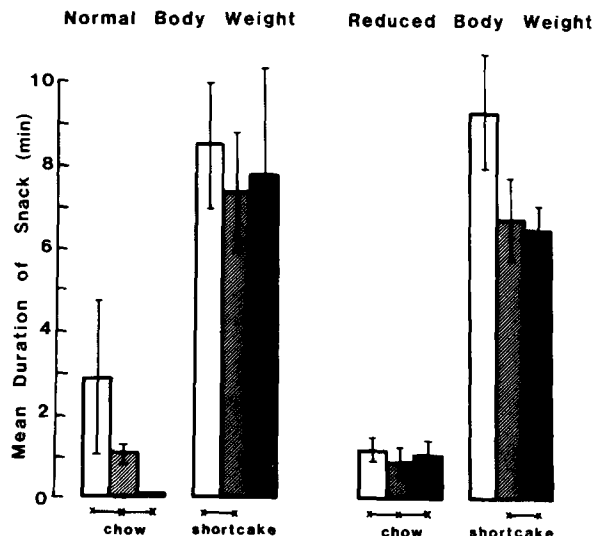 Normal Body Weight
Reduced Body Weight
Mean Duration of Snack (min)
10
8
6
4
2
0
chow
shortcake
chow
shortcake